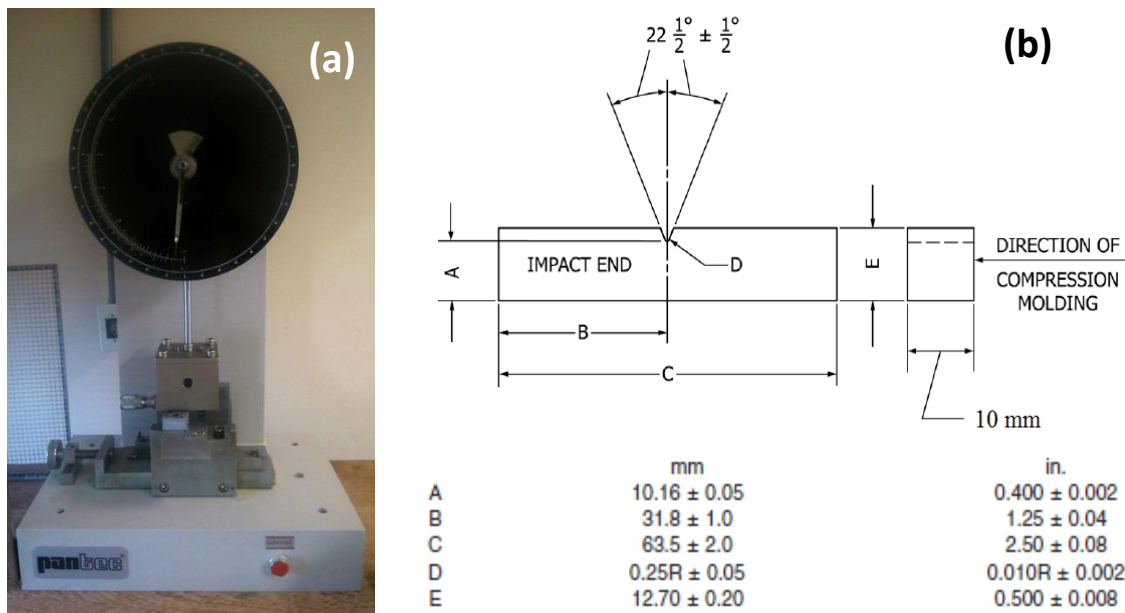 (a)
pantec
22 1/2° ± 1/2°
(b)
A
IMPACT END
D
E
DIRECTION OF
COMPRESSION
MOLDING
B
C
10 mm
mm in.
A 10.16 ± 0.05 0.400 ± 0.002
B 31.8 ± 1.0 1.25 ± 0.04
C 63.5 ± 2.0 2.50 ± 0.08
D 0.25R ± 0.05 0.010R ± 0.002
E 12.70 ± 0.20 0.500 ± 0.008